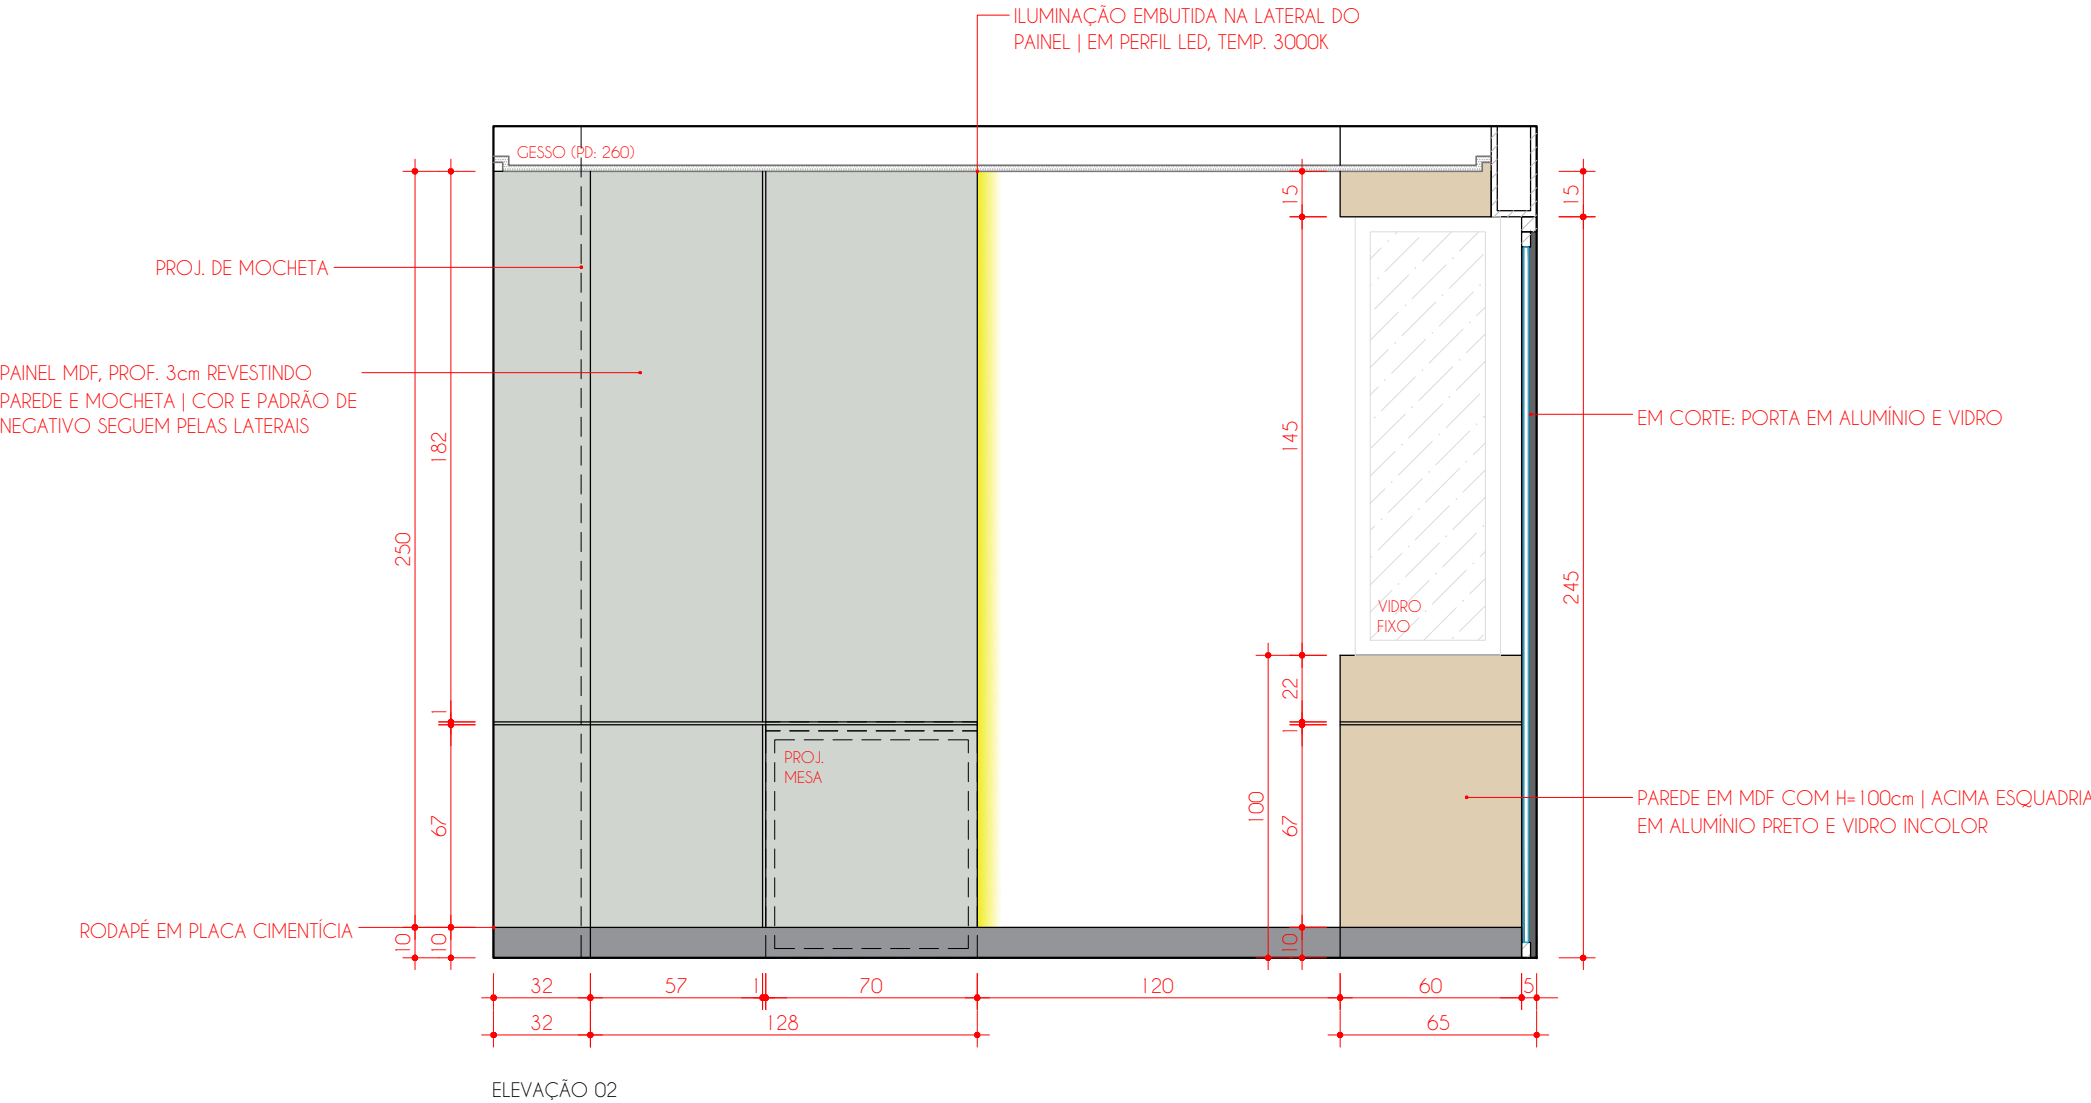 ILUMINAÇÃO EMBUTIDA NA LATERAL DO
PAINEL | EM PERFIL LED, TEMP. 3000K
GESSO (PD: 260)
15
15
PROJ. DE MOCHETA
PAINEL MDF, PROF. 3cm REVESTINDO
PAREDE E MOCHETA | COR E PADRÃO DE
NEGATIVO SEGUEM PELAS LATERAIS
182
145
EM CORTE: PORTA EM ALUMÍNIO E VIDRO
250
245
VIDRO
FIXO
22
1
1
PROJ.
MESA
67
100
67
PAREDE EM MDF COM H=100cm | ACIMA ESQUADRIA
EM ALUMÍNIO PRETO E VIDRO INCOLOR
RODAPÉ EM PLACA CIMENTÍCIA
10
10
10
32 57 1 70 120 60 5
32 128 65
ELEVAÇÃO 02